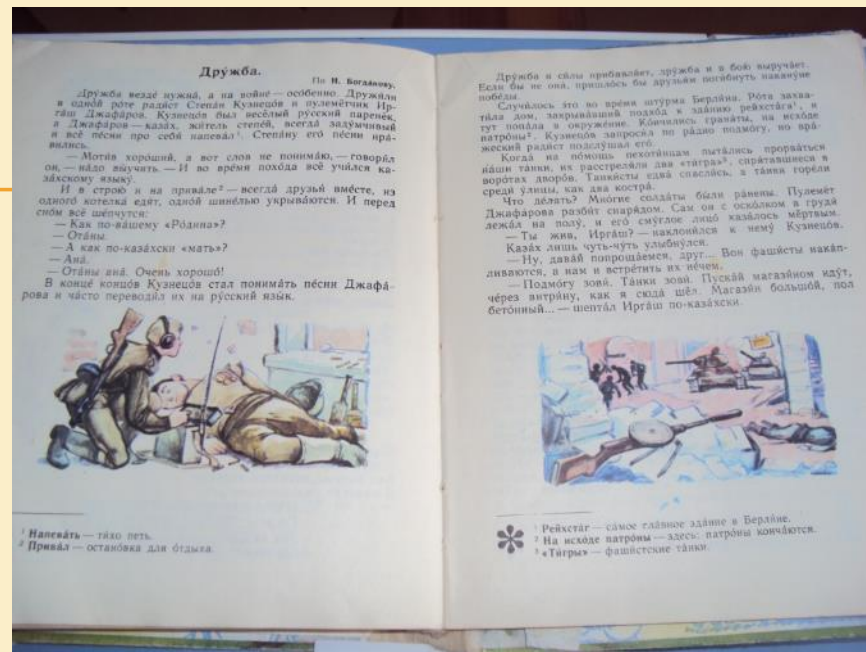 Дру́жба.
По Н. Богда́нову.
Дру́жба везде́ нужна́, а на войне́ — осо́бенно. Дружи́ли
в одно́й ро́те ради́ст Степа́н Кузнецо́в и пулемётчик Ир-
га́ш Джафа́ров. Кузнецо́в был весёлый ру́сский паренёк,
а Джафа́ров — каза́х, жи́тель степе́й, всегда́ заду́мчивый
и всё пе́сни про себя́ напева́л¹. Степа́ну его́ пе́сни нра́-
вились.
— Моти́в хоро́ший, а вот слов не понима́ю, — говори́л
он, — на́до вы́учить. — И во вре́мя похо́да всё учи́лся ка-
за́хскому языку́.
И в строю́ и на прива́ле² — всегда́ друзья́ вме́сте, из
одного́ котелка́ едя́т, одно́й шине́лью укрыва́ются. И перед
сном всё ше́пчутся:
— Как по-ва́шему «Ро́дина»?
— Ота́ны.
— А как по-каза́хски «мать»?
— Ана́.
— Ота́ны ана́. О́чень хорошо́!
В конце́ концо́в Кузнецо́в стал понима́ть пе́сни Джафа́-
рова и ча́сто переводи́л их на ру́сский язы́к.
¹ Напева́ть — ти́хо петь.
² Прива́л — остано́вка для о́тдыха.
Дру́жба и си́лы прибавля́ет, дру́жба и в бою́ выруча́ет.
Е́сли бы не она́, пришло́сь бы друзья́м поги́бнуть накану́не
побе́ды.
Случи́лось э́то во вре́мя шту́рма Берли́на. Ро́та захва-
ти́ла дом, закрыва́вший подхо́д к зда́нию рейхста́га¹, и
тут попа́ла в окруже́ние. Ко́нчились грана́ты, на исхо́де
патро́ны². Кузнецо́в запроси́л по ра́дио подмо́гу, но вра́-
жеский ради́ст подслу́шал его́.
Когда́ на по́мощь пехоти́нцам пыта́лись прорва́ться
на́ши та́нки, их расстреля́ли два «ти́гра»³, спря́тавшиеся в
воро́тах дворо́в. Танки́сты едва́ спасли́сь, а та́нки горе́ли
среди́ у́лицы, как два костра́.
Что де́лать? Мно́гие солда́ты бы́ли ра́нены. Пулемёт
Джафа́рова разби́т снаря́дом. Сам он с оско́лком в груди́
лежа́л на полу́, и его́ сму́глое лицо́ каза́лось мёртвым.
— Ты жив, Ирга́ш? — наклони́лся к нему́ Кузнецо́в.
Каза́х лишь чуть-чу́ть улыбну́лся.
— Ну, дава́й попроща́емся, друг... Вон фаши́сты нака́п-
ливаются, а нам и встре́тить их не́чем.
— Подмо́гу зови́. Та́нки зови́. Пуска́й магази́ном иду́т,
че́рез витри́ну, как я сюда́ шёл. Магази́н большо́й, пол
бето́нный... — шепта́л Ирга́ш по-каза́хски.
¹ Рейхста́г — са́мое гла́вное зда́ние в Берли́не.
² На исхо́де патро́ны — здесь: патро́ны конча́ются.
³ «Ти́гры» — фаши́стские та́нки.